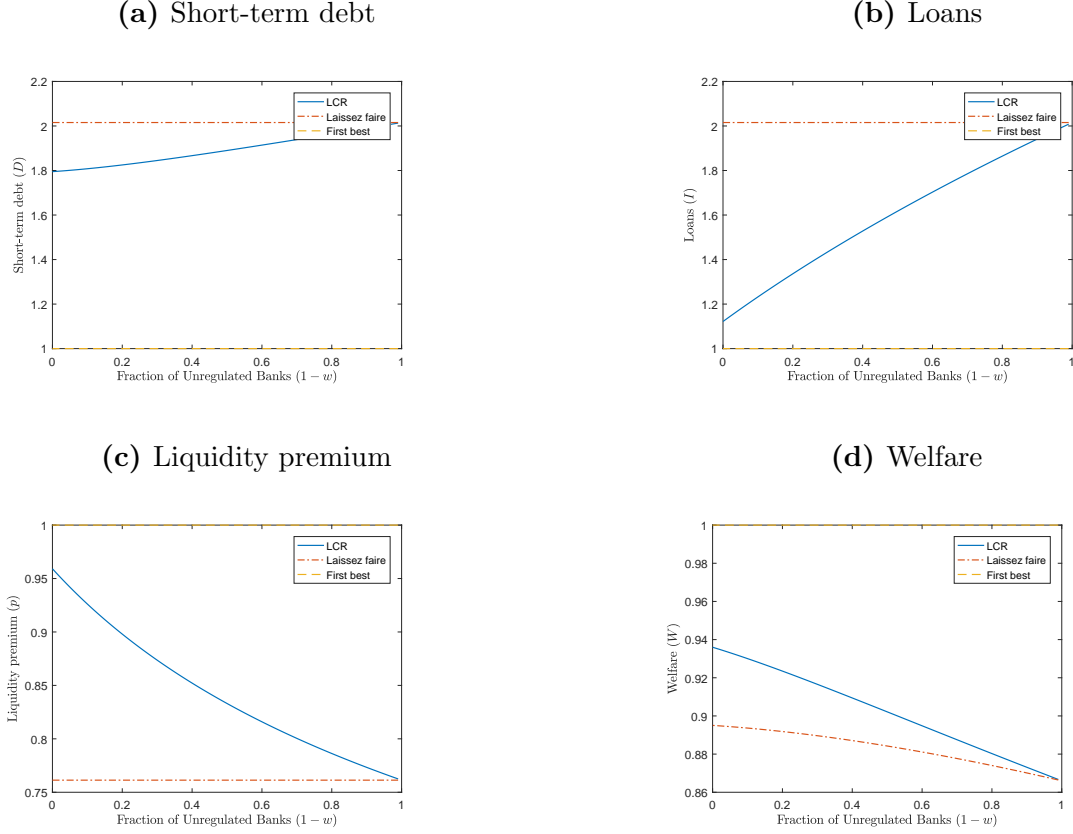 (a) Short-term debt
2.2
2
1.8
1.6
1.4
1.2
1
Short-term debt (D)
0 0.2 0.4 0.6 0.8 1
Fraction of Unregulated Banks (1 − w)
LCR
Laissez faire
First best
(b) Loans
2.2
2
1.8
1.6
1.4
1.2
1
Loans (I)
0 0.2 0.4 0.6 0.8 1
Fraction of Unregulated Banks (1 − w)
LCR
Laissez faire
First best
(c) Liquidity premium
1
0.95
0.9
0.85
0.8
0.75
Liquidity premium (p)
0 0.2 0.4 0.6 0.8 1
Fraction of Unregulated Banks (1 − w)
LCR
Laissez faire
First best
(d) Welfare
1
0.98
0.96
0.94
0.92
0.9
0.88
0.86
Welfare (W)
0 0.2 0.4 0.6 0.8 1
Fraction of Unregulated Banks (1 − w)
LCR
Laissez faire
First best